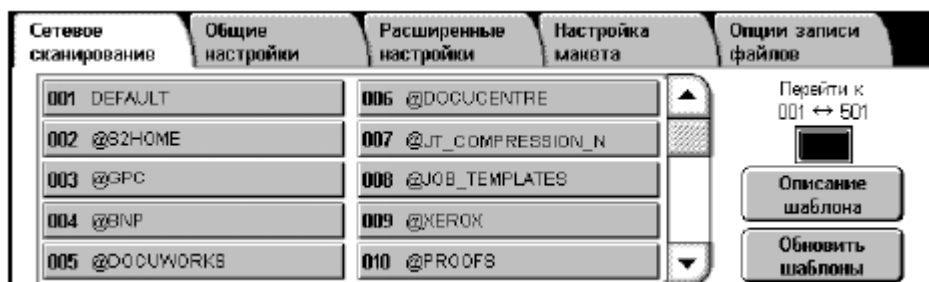 Сетевое сканирование
Общие настройки
Расширенные настройки
Настройка макета
Опции записи файлов
001 DEFAULT
002 @S2HOME
003 @GPC
004 @BNP
005 @DOCUWORKS
006 @DOCUCENTRE
007 @JT_COMPRESSION_N
008 @JOB_TEMPLATES
009 @XEROX
010 @PROOFS
Перейти к
001 ↔ 501
Описание
шаблона
Обновить
шаблоны